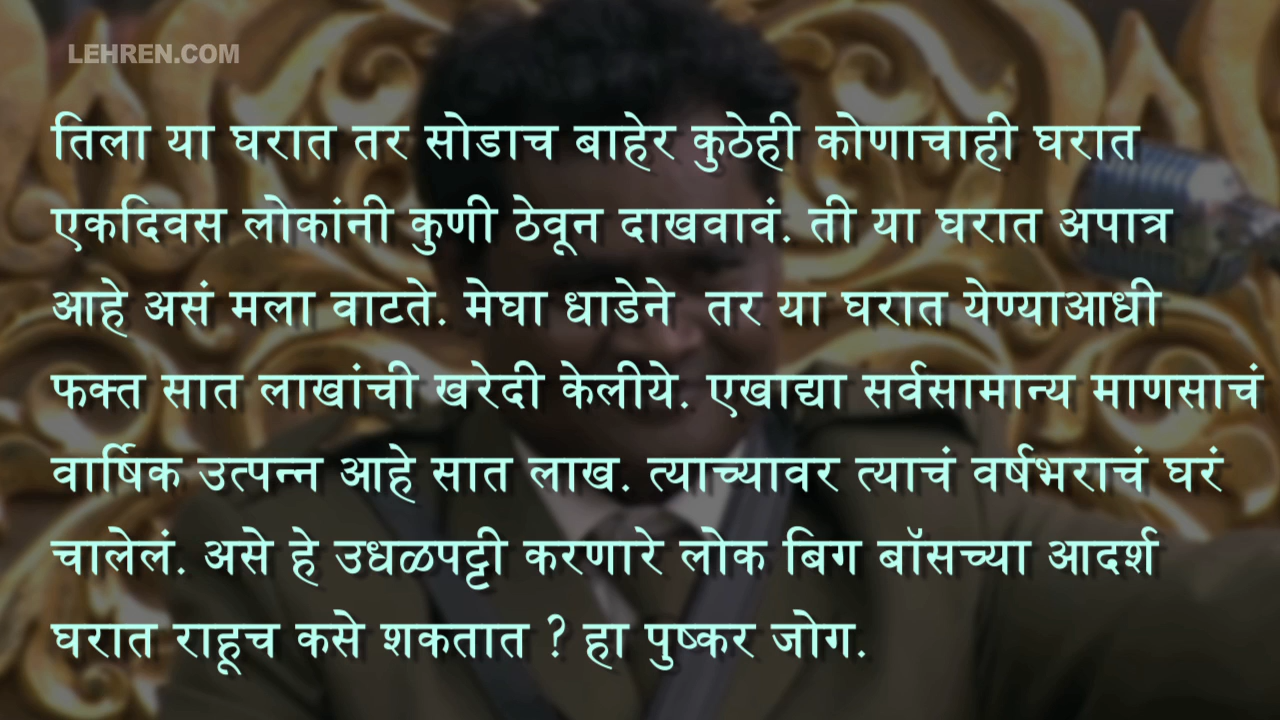 LEHREN.COM
तिला या घरात तर सोडाच बाहेर कुठेही कोणाचाही घरात
एकदिवस लोकांनी कुणी ठेवून दाखवावं. ती या घरात अपात्र
आहे असं मला वाटते. मेघा धाडेने तर या घरात येण्याआधी
फक्त सात लाखांची खरेदी केलीये. एखाद्या सर्वसामान्य माणसाचं
वार्षिक उत्पन्न आहे सात लाख. त्याच्यावर त्याचं वर्षभराचं घरं
चालेलं. असे हे उधळपट्टी करणारे लोक बिग बॉसच्या आदर्श
घरात राहूच कसे शकतात ? हा पुष्कर जोग.